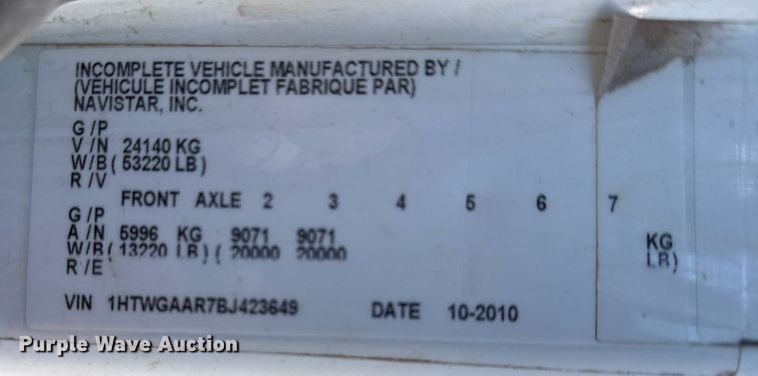 INCOMPLETE VEHICLE MANUFACTURED BY /
(VEHICULE INCOMPLET FABRIQUE PAR)
NAVISTAR, INC.
G / P
V / N 24140 KG
W/B ( 53220 LB )
R / V
FRONT AXLE 2 3 4 5 6 7
G / P
A / N 5996 KG 9071 9071 KG
W/B ( 13220 LB ) ( 20000 20000 LB)
R / E
VIN 1HTWGAAR7BJ423649 DATE 10-2010
Purple Wave Auction